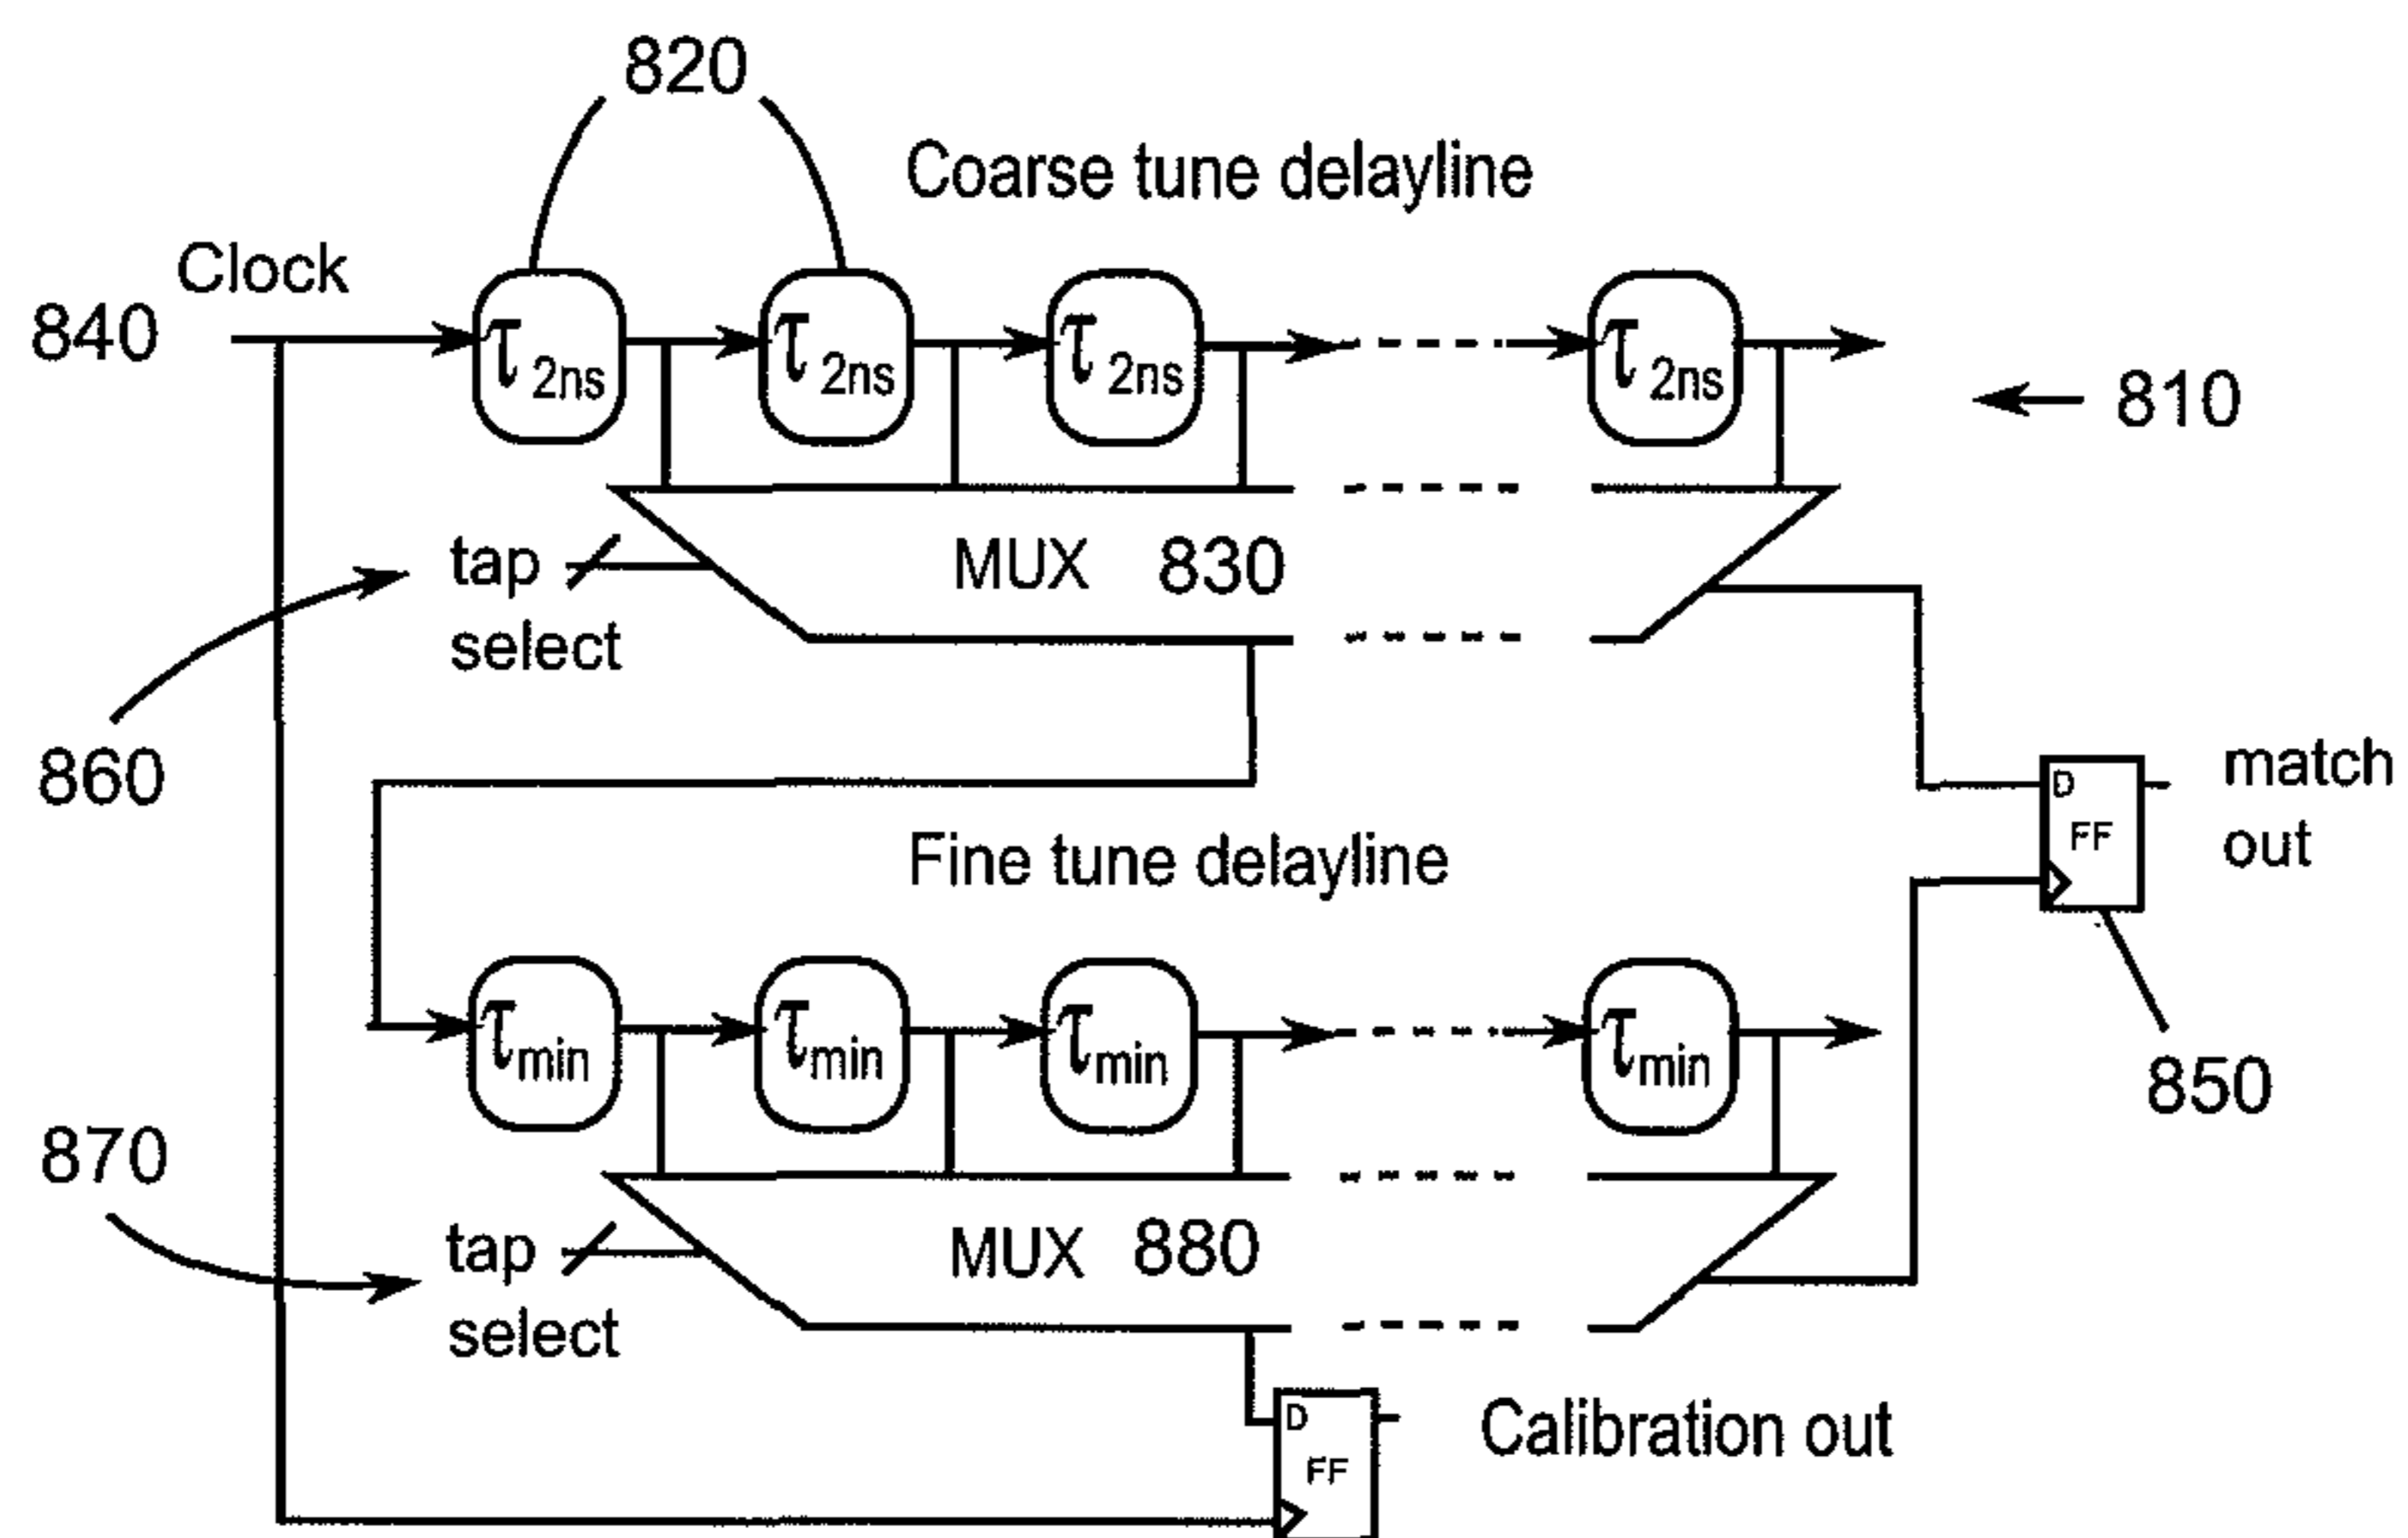 820
Coarse tune delayline
Clock
840
τ2ns
τ2ns
τ2ns
τ2ns
810
tap
select
MUX 830
860
match
out
D
FF
Fine tune delayline
τmin
τmin
τmin
τmin
850
870
tap
select
MUX 880
D
FF
Calibration out